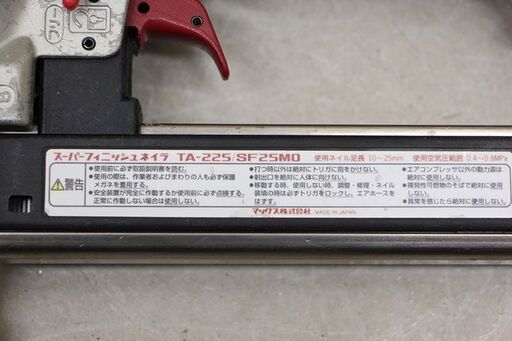 フリー
スーパーフィニッシュネイラ TA-225/SF25MO 使用ネイル足長 10〜25mm 使用空気圧範囲 0.4〜0.8MPa
警告
●使用前に必ず取扱説明書を読む。
●使用の際は、作業者およびまわりの人も必ず保護
メガネを着用する。
●安全装置が完全に作動するか使用前に必ず点検する。
正常に作動しない場合は使用しない。
●打つ時以外は絶対にトリガに指をかけない。
●射出口を絶対に人体に向けない。
●移動する時、使用しない時、調整・修理・ネイル
装填の時は必ずトリガをロックし、エアホースを
はずす。
●エアコンプレッサ以外の動力源は
絶対に使用しない。
●揮発性可燃物のそばで絶対に使用
しない。
●異常を感じたら絶対に使用しない。
マックス株式会社 MADE IN JAPAN